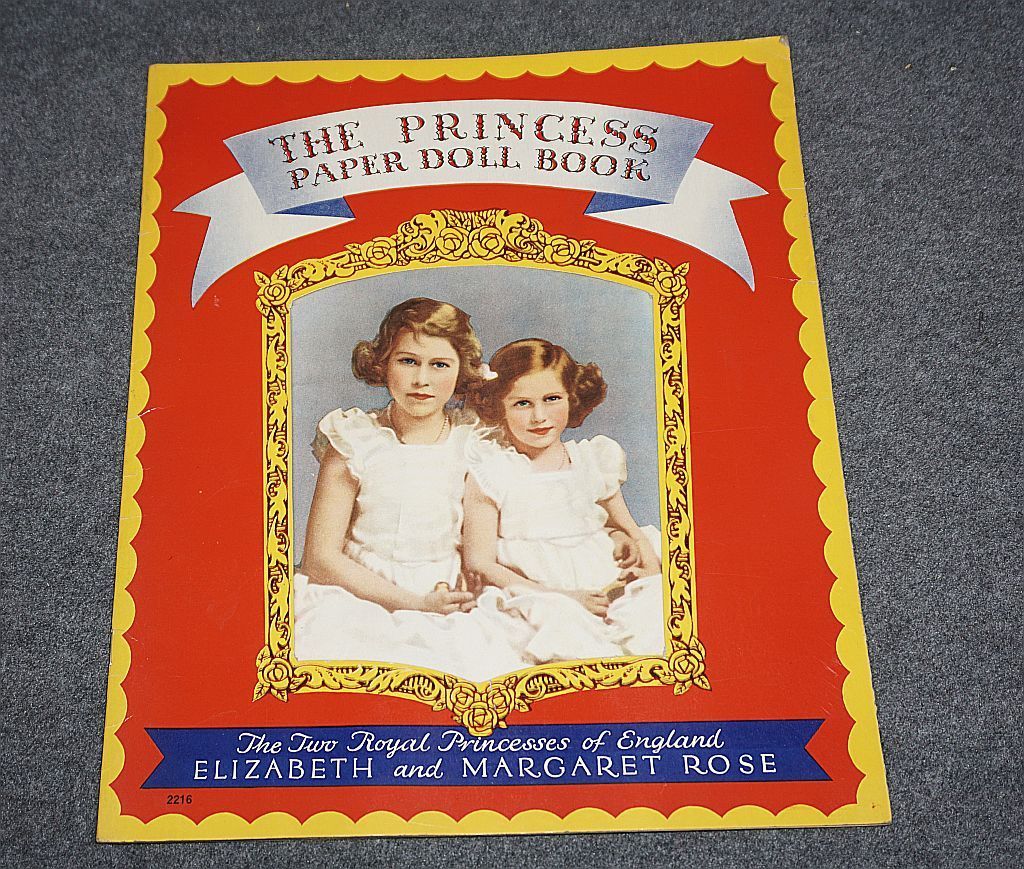 THE PRINCESS
PAPER DOLL BOOK
The Two Royal Princesses of England
ELIZABETH and MARGARET ROSE
2216